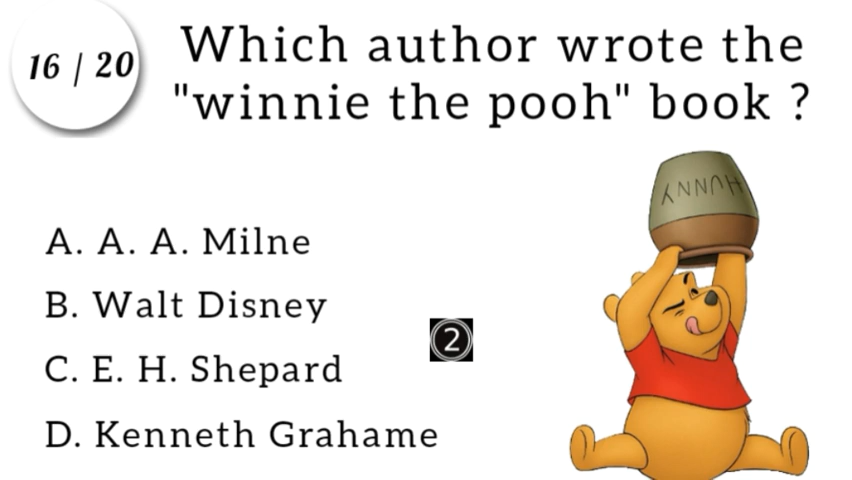 16 | 20
Which author wrote the
"winnie the pooh" book ?
HUNNY
A. A. A. Milne
B. Walt Disney
2
C. E. H. Shepard
D. Kenneth Grahame